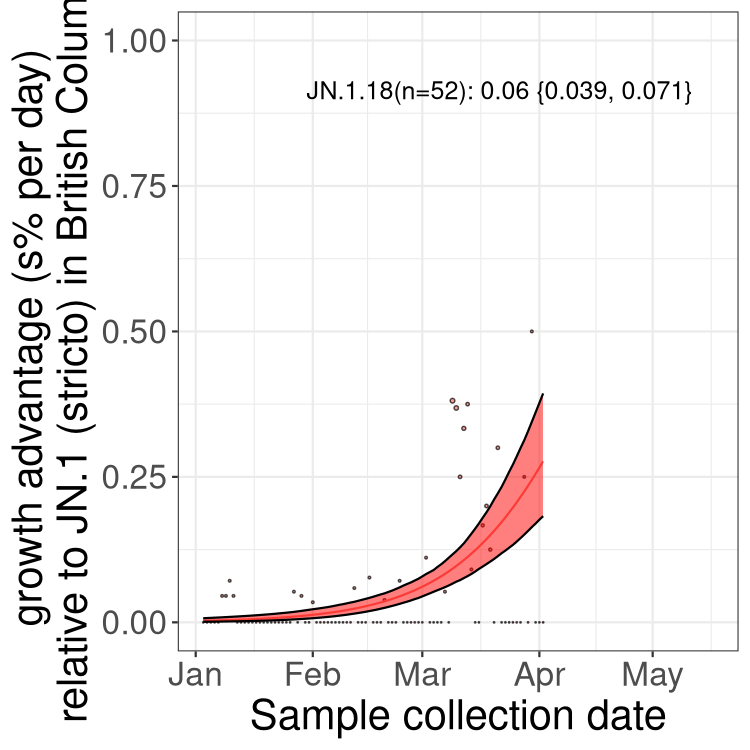 growth advantage (s% per day)
relative to JN.1 (stricto) in British Colum
1.00
0.75
0.50
0.25
0.00
JN.1.18(n=52): 0.06 {0.039, 0.071}
Jan Feb Mar Apr May
Sample collection date